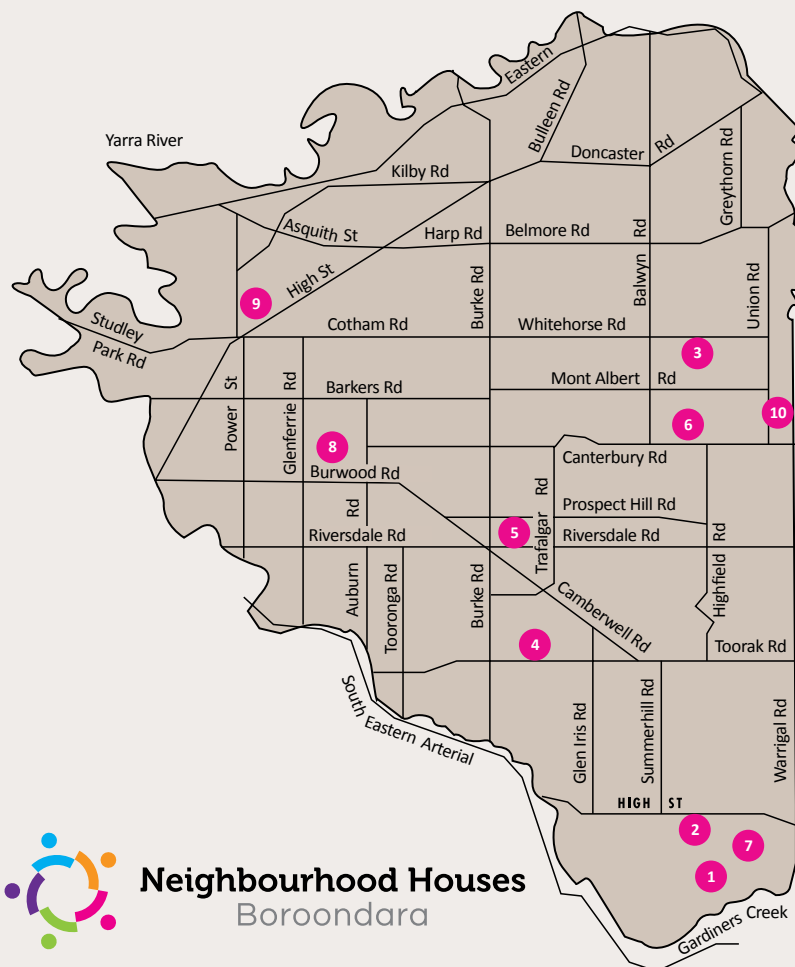 Eastern
Bulleen Rd
Yarra River
Doncaster Rd
Kilby Rd
Greythorn Rd
Asquith St
Harp Rd
Belmore Rd
High St
Balwyn Rd
Burke Rd
Union Rd
9
Studley
Park Rd
Cotham Rd
Whitehorse Rd
3
Mont Albert Rd
Barkers Rd
Power St
Glenferrie Rd
10
6
8
Canterbury Rd
Burwood Rd
Trafalgar Rd
Prospect Hill Rd
5
Riversdale Rd
Riversdale Rd
Auburn Rd
Tooronga Rd
Burke Rd
Highfield Rd
Camberwell Rd
4
Toorak Rd
South Eastern Arterial
Glen Iris Rd
Summerhill Rd
Warrigal Rd
HIGH ST
2
7
1
Gardiners Creek
Neighbourhood Houses
Boroondara